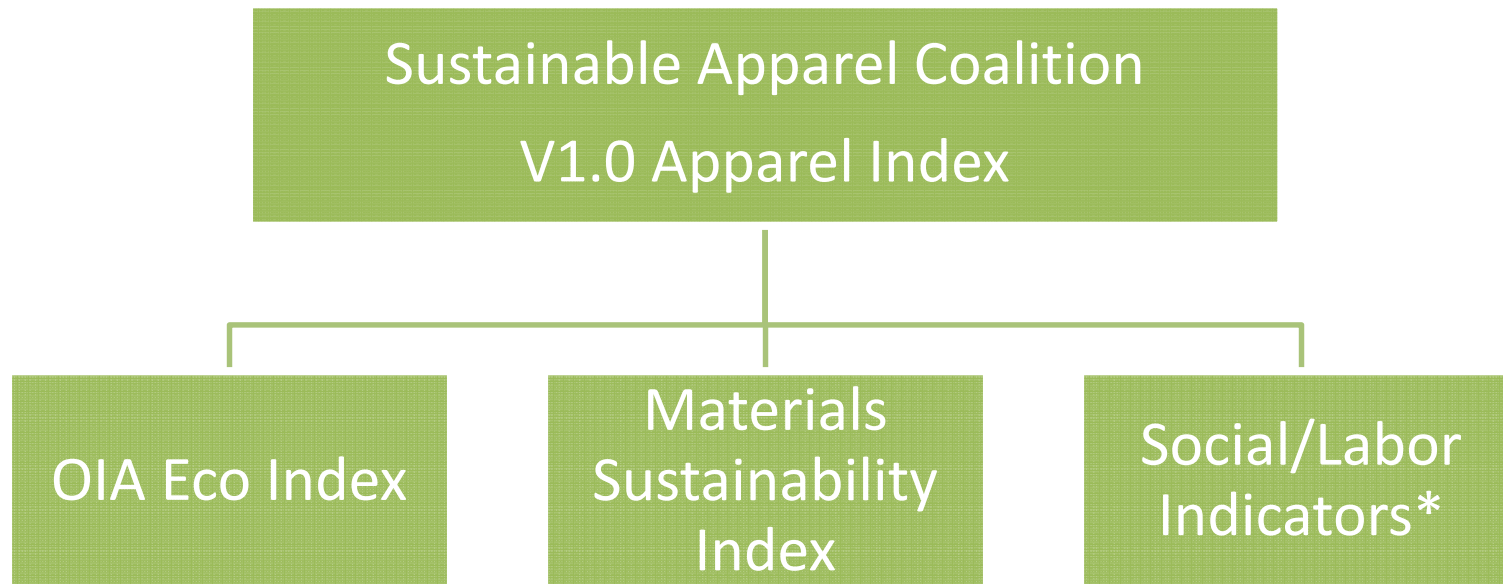 Sustainable Apparel Coalition
V1.0 Apparel Index
OIA Eco Index
Materials
Sustainability
Index
Social/Labor
Indicators*